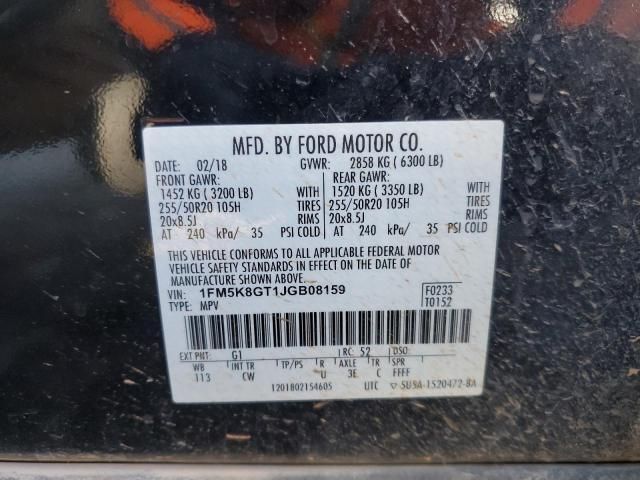 MFD. BY FORD MOTOR CO.
DATE: 02/18 GVWR: 2858 KG ( 6300 LB)
FRONT GAWR: REAR GAWR:
1452 KG ( 3200 LB) WITH 1520 KG ( 3350 LB) WITH
255/50R20 105H TIRES 255/50R20 105H TIRES
20x8.5J RIMS 20x8.5J RIMS
AT 240 kPa/ 35 PSI COLD AT 240 kPa/ 35 PSI COLD
THIS VEHICLE CONFORMS TO ALL APPLICABLE FEDERAL MOTOR
VEHICLE SAFETY STANDARDS IN EFFECT ON THE DATE OF
MANUFACTURE SHOWN ABOVE.
VIN: 1FM5K8GT1JGB08159 F0233
TYPE: MPV T0152
EXT PNT: G1 RC: 52 DSO:
WB INT TR TP/PS R AXLE TR SPR
113 CW U 3E C FFFF
1201802154605 UTC ▽ 5U5A-1520472-BA